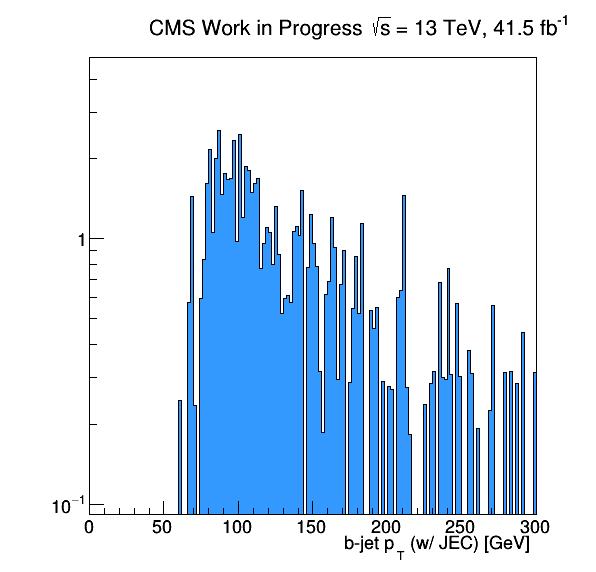 CMS Work in Progress √s = 13 TeV, 41.5 fb⁻¹
1
10⁻¹
0 50 100 150 200 250 300
b-jet p_T (w/ JEC) [GeV]